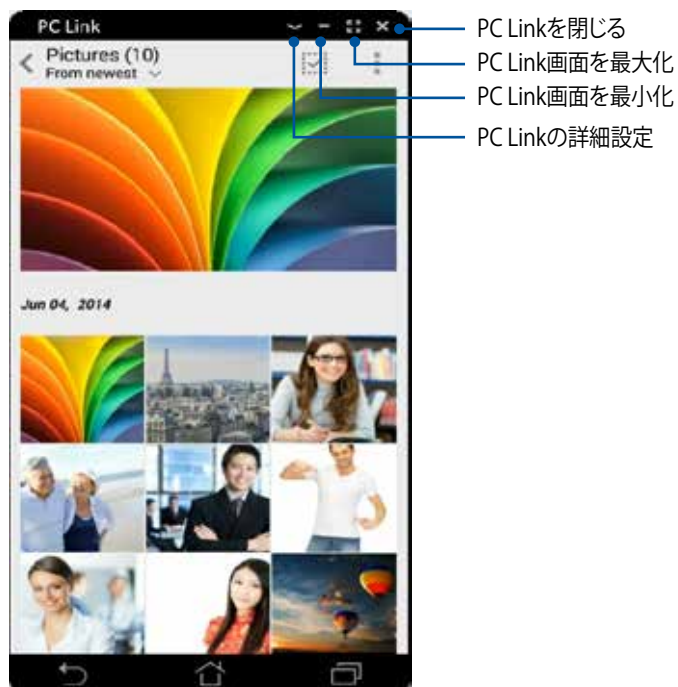 PC Link
Pictures (10)
From newest
Jun 04, 2014
PC Linkを閉じる
PC Link画面を最大化
PC Link画面を最小化
PC Linkの詳細設定